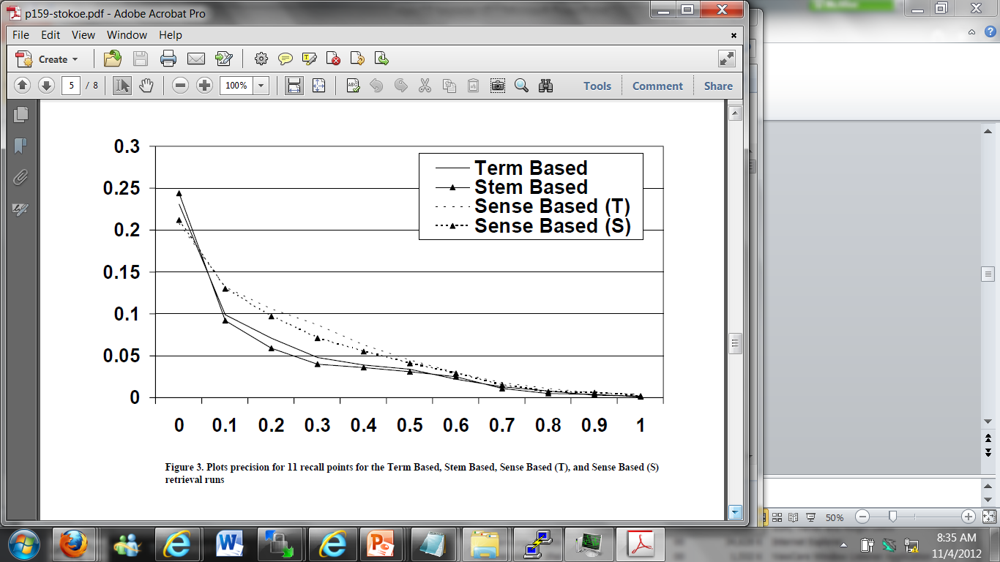 p159-stokoe.pdf - Adobe Acrobat Pro
File Edit View Window Help
Create
5 / 8 100% Tools Comment Share
0.3
0.25
0.2
0.15
0.1
0.05
0
Term Based
Stem Based
Sense Based (T)
Sense Based (S)
0 0.1 0.2 0.3 0.4 0.5 0.6 0.7 0.8 0.9 1
Figure 3. Plots precision for 11 recall points for the Term Based, Stem Based, Sense Based (T), and Sense Based (S)
retrieval runs
50%
8:35 AM
11/4/2012